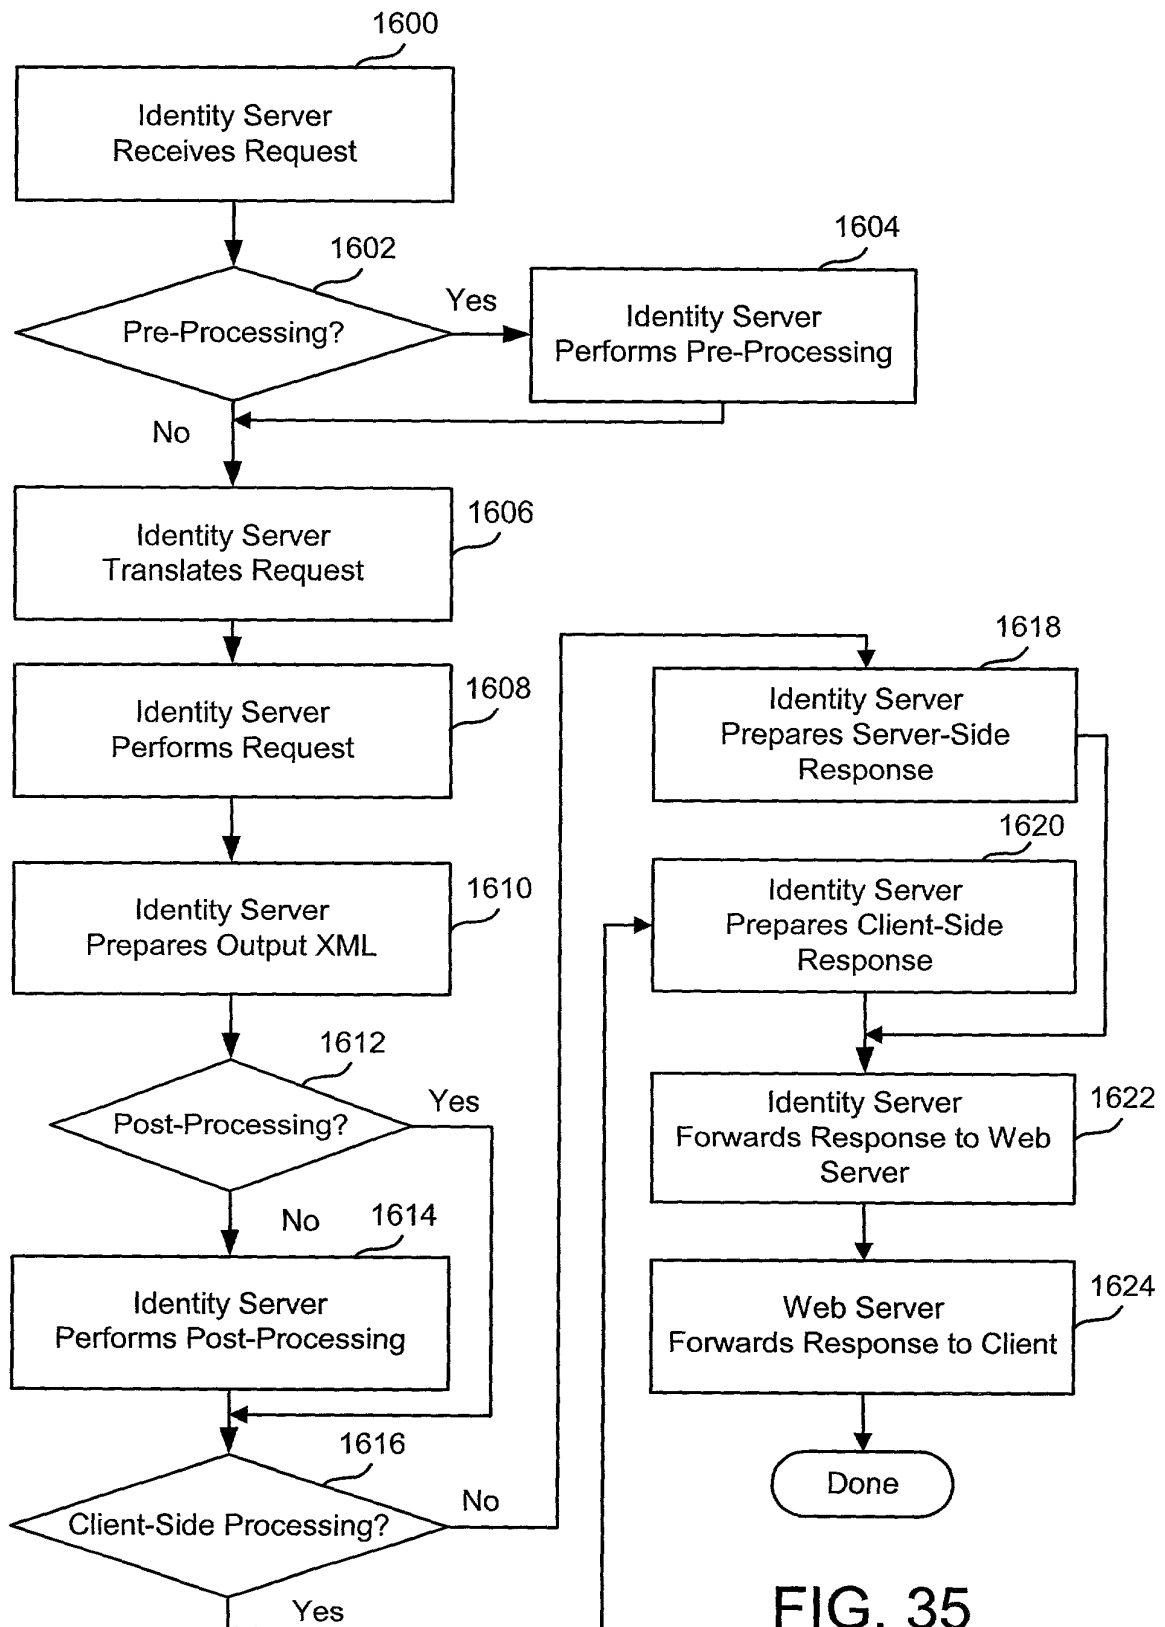 1600
Identity Server
Receives Request
1602
Pre-Processing?
Yes
1604
Identity Server
Performs Pre-Processing
No
1606
Identity Server
Translates Request
1608
Identity Server
Performs Request
1610
Identity Server
Prepares Output XML
1612
Post-Processing?
Yes
No
1614
Identity Server
Performs Post-Processing
1616
Client-Side Processing?
No
Yes
1618
Identity Server
Prepares Server-Side
Response
1620
Identity Server
Prepares Client-Side
Response
1622
Identity Server
Forwards Response to Web
Server
1624
Web Server
Forwards Response to Client
Done
FIG. 35